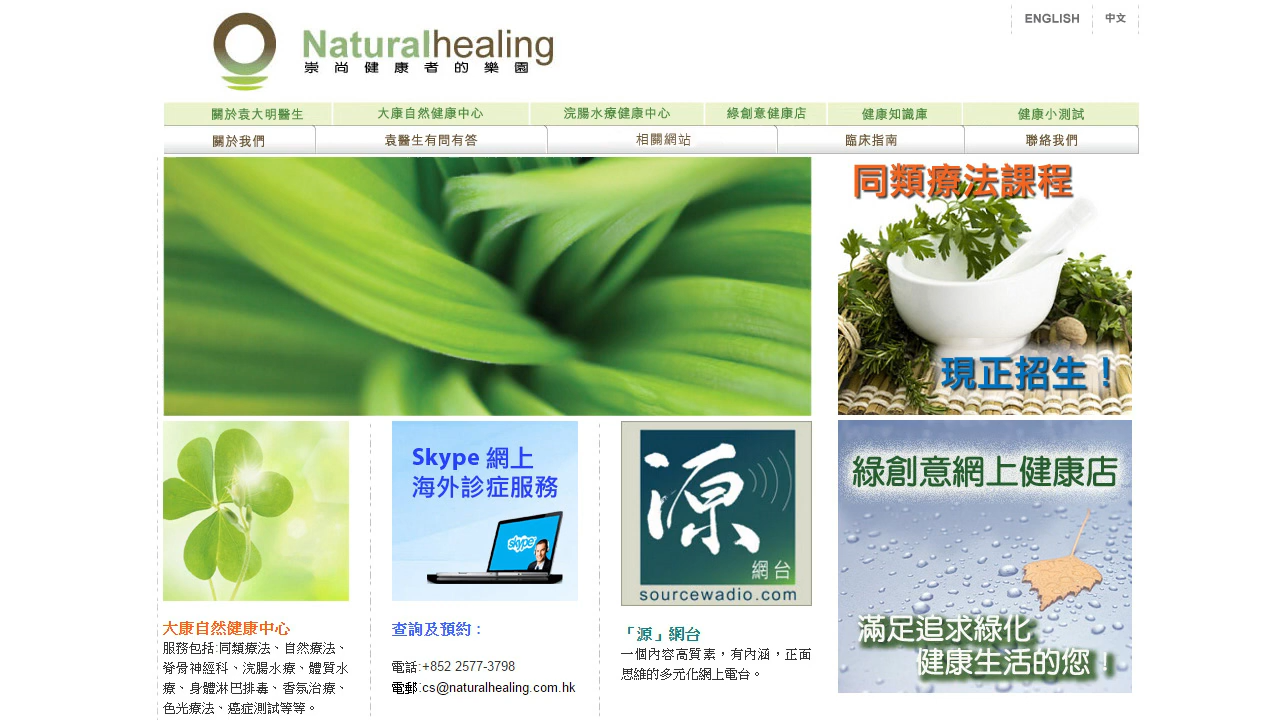 ENGLISH
中文
Naturalhealing
崇尚健康者的樂園
關於袁大明醫生
大康自然健康中心
浣腸水療健康中心
綠創意健康店
健康知識庫
健康小測試
關於我們
袁醫生有問有答
相關網站
臨床指南
聯絡我們
同類療法課程
現正招生！
Skype 網上
海外診症服務
skype
源
網台
sourcewadio.com
綠創意網上健康店
滿足追求綠化
健康生活的您！
大康自然健康中心
服務包括:同類療法、自然療法、
脊骨神經科、浣腸水療、體質水
療、身體淋巴排毒、香氛治療、
色光療法、癌症測試等等。
查詢及預約：
電話:+852 2577-3798
電郵:cs@naturalhealing.com.hk
「源」網台
一個內容高質素，有內涵，正面
思維的多元化網上電台。